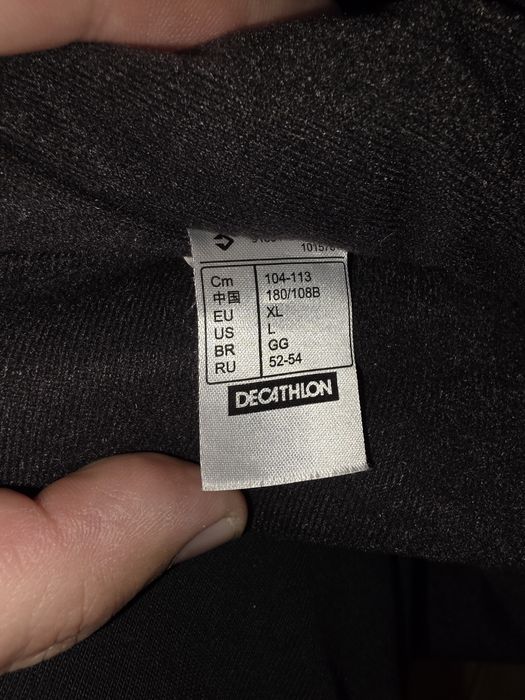 Cm 104-113
中国 180/108B
EU XL
US L
BR GG
RU 52-54
DECATHLON